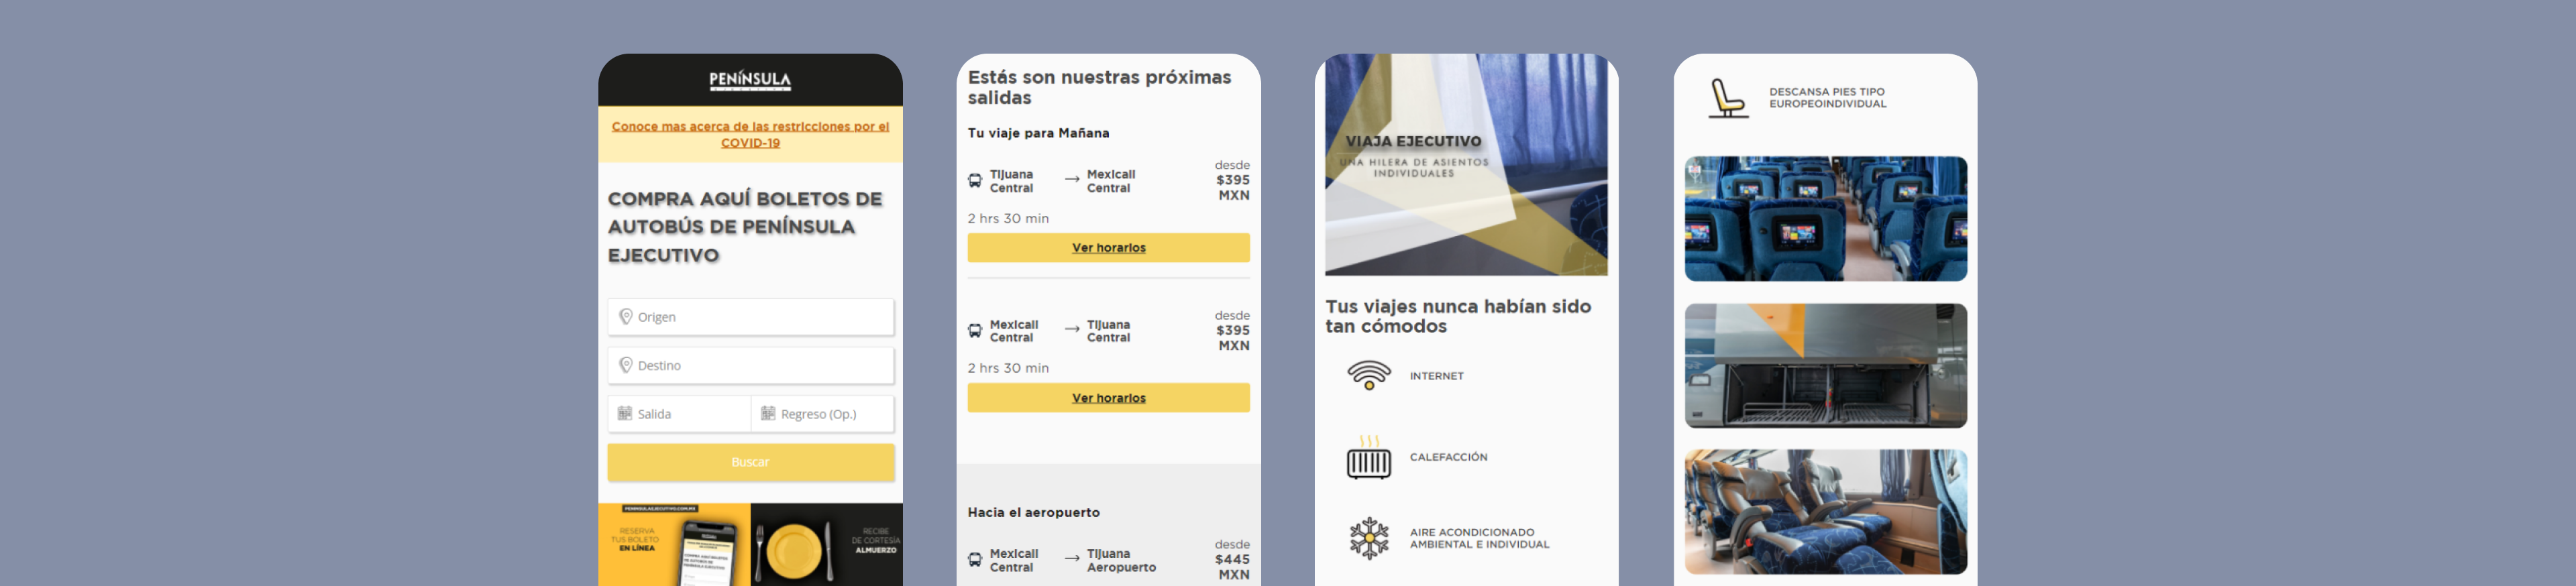 PENÍNSULA
Conoce mas acerca de las restricciones por el
COVID-19
COMPRA AQUÍ BOLETOS DE
AUTOBÚS DE PENÍNSULA
EJECUTIVO
Origen
Destino
Salida
Regreso (Op.)
Buscar
PENINSULAEJECUTIVO.COM.MX
RESERVA
TUS BOLETO
EN LÍNEA
RECIBE
DE CORTESÍA
ALMUERZO
Estás son nuestras próximas
salidas
Tu viaje para Mañana
Tijuana
Central
→
Mexicali
Central
desde
$395
MXN
2 hrs 30 min
Ver horarios
Mexicali
Central
→
Tijuana
Central
desde
$395
MXN
2 hrs 30 min
Ver horarios
Hacia el aeropuerto
Mexicali
Central
→
Tijuana
Aeropuerto
desde
$445
MXN
VIAJA EJECUTIVO
UNA HILERA DE ASIENTOS
INDIVIDUALES
Tus viajes nunca habían sido
tan cómodos
INTERNET
CALEFACCIÓN
AIRE ACONDICIONADO
AMBIENTAL E INDIVIDUAL
DESCANSA PIES TIPO
EUROPEOINDIVIDUAL